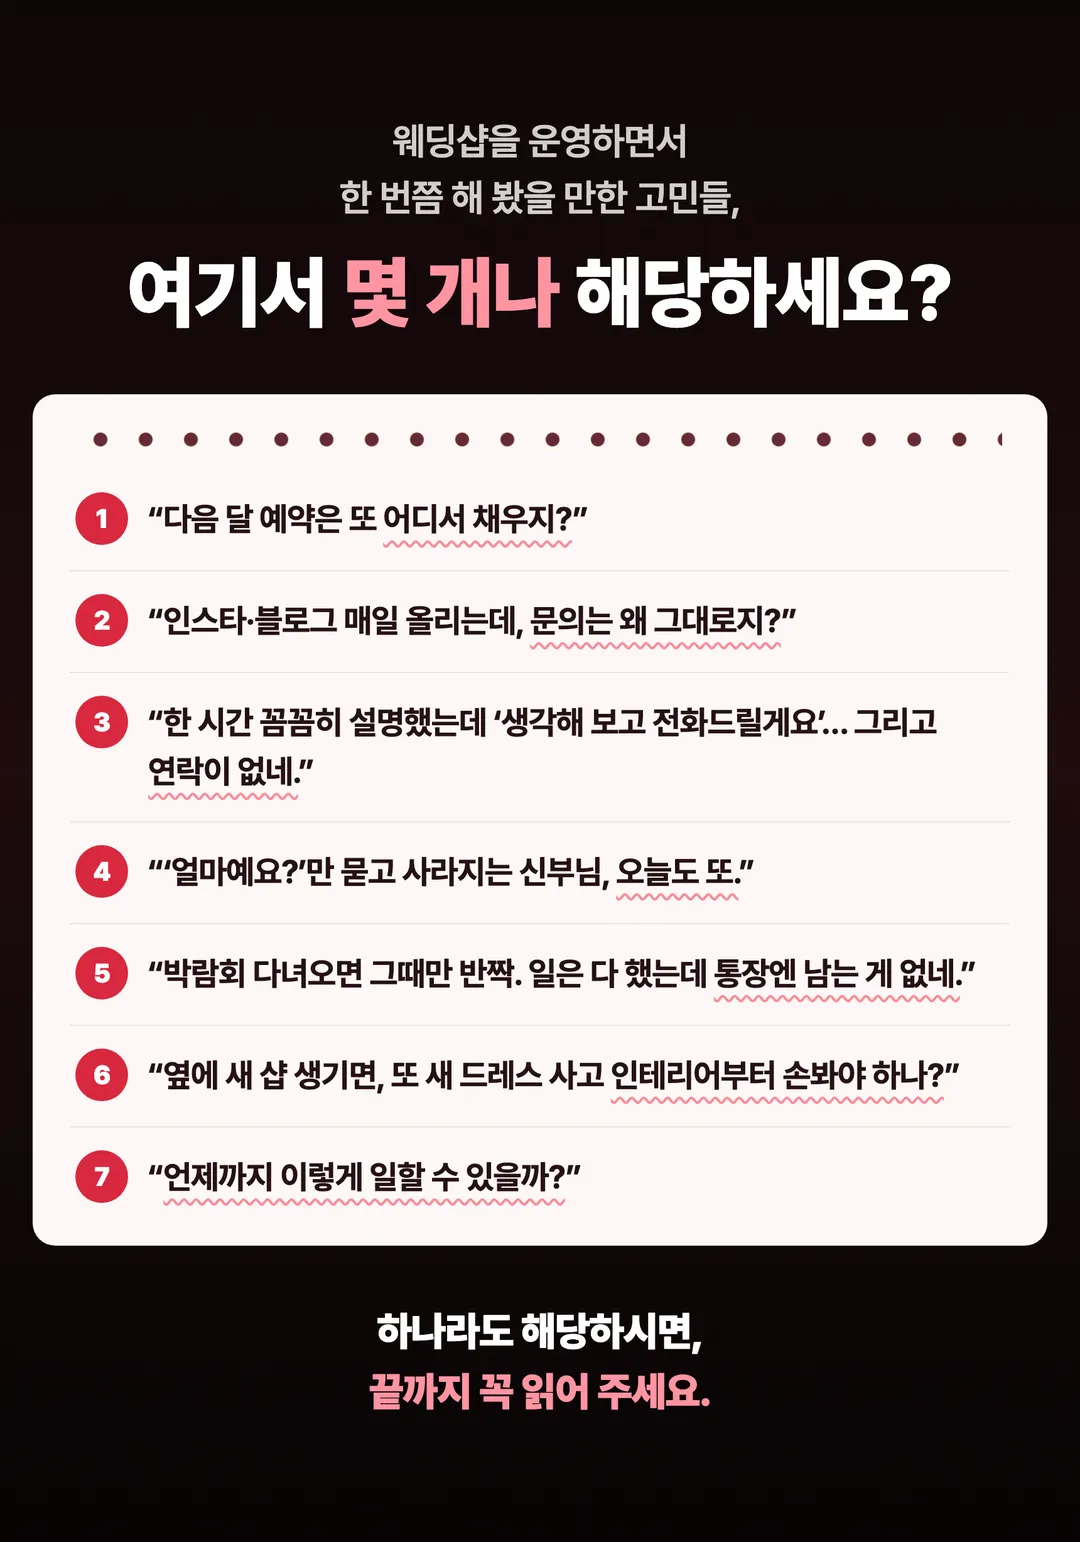 웨딩샵을 운영하면서
한 번쯤 해 봤을 만한 고민들,
여기서 몇 개나 해당하세요?
1 “다음 달 예약은 또 어디서 채우지?”
2 “인스타·블로그 매일 올리는데, 문의는 왜 그대로지?”
3 “한 시간 꼼꼼히 설명했는데 ‘생각해 보고 전화드릴게요’... 그리고
연락이 없네.”
4 “‘얼마예요?’만 묻고 사라지는 신부님, 오늘도 또.”
5 “박람회 다녀오면 그때만 반짝. 일은 다 했는데 통장엔 남는 게 없네.”
6 “옆에 새 샵 생기면, 또 새 드레스 사고 인테리어부터 손봐야 하나?”
7 “언제까지 이렇게 일할 수 있을까?”
하나라도 해당하시면,
끝까지 꼭 읽어 주세요.